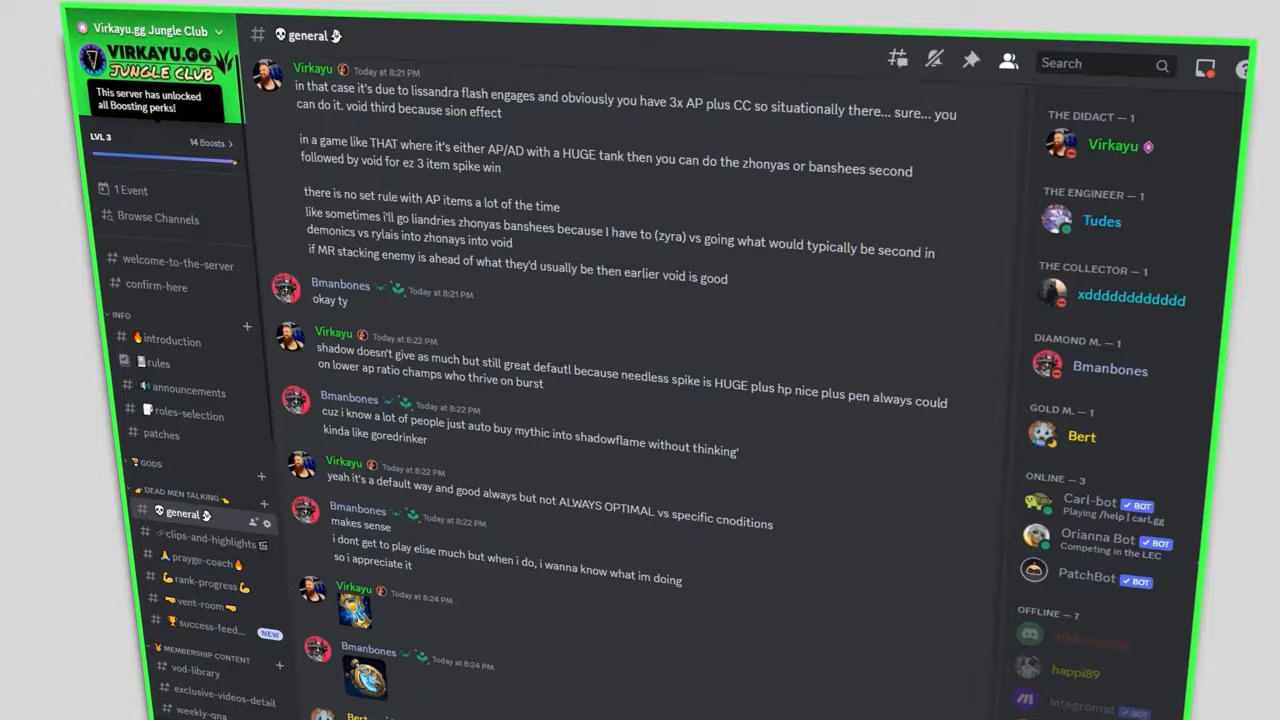 Virkayu.gg Jungle Club
VIRKAYU.GG
JUNGLE CLUB
This server has unlocked
all Boosting perks!
LVL 3
14 Boosts
1 Event
Browse Channels
welcome-to-the-server
confirm-here
INFO
introduction
rules
announcements
roles-selection
patches
GODS
DEAD MEN TALKING
general
clips-and-highlights
prayge-coach
rank-progress
vent-room
success-feed...
NEW
MEMBERSHIP CONTENT
vod-library
exclusive-videos-detail
weekly-qna
general
Search
Virkayu Today at 8:21 PM
in that case it's due to lissandra flash engages and obviously you have 3x AP plus CC so situationally there... sure... you
can do it. void third because sion effect
in a game like THAT where it's either AP/AD with a HUGE tank then you can do the zhonyas or banshees second
followed by void for ez 3 item spike win
there is no set rule with AP items a lot of the time
like sometimes i'll go liandries zhonyas banshees because I have to (zyra) vs going what would typically be second in
demonics vs rylais into zhonays into void
if MR stacking enemy is ahead of what they'd usually be then earlier void is good
Bmanbones Today at 8:21 PM
okay ty
Virkayu Today at 8:22 PM
shadow doesn't give as much but still great defautl because needless spike is HUGE plus hp nice plus pen always could
on lower ap ratio champs who thrive on burst
Bmanbones Today at 8:22 PM
cuz i know a lot of people just auto buy mythic into shadowflame without thinking'
kinda like goredrinker
Virkayu Today at 8:22 PM
yeah it's a default way and good always but not ALWAYS OPTIMAL vs specific cnoditions
Bmanbones Today at 8:22 PM
makes sense
i dont get to play elise much but when i do, i wanna know what im doing
so i appreciate it
Virkayu Today at 8:24 PM
Bmanbones Today at 8:24 PM
Bert
THE DIDACT — 1
Virkayu
THE ENGINEER — 1
Tudes
THE COLLECTOR — 1
xdddddddddddd
DIAMOND M. — 1
Bmanbones
GOLD M. — 1
Bert
ONLINE — 3
Carl-bot BOT
Playing /help | carl.gg
Orianna Bot BOT
Competing in the LEC
PatchBot BOT
OFFLINE — 7
happi89
Integromat BOT